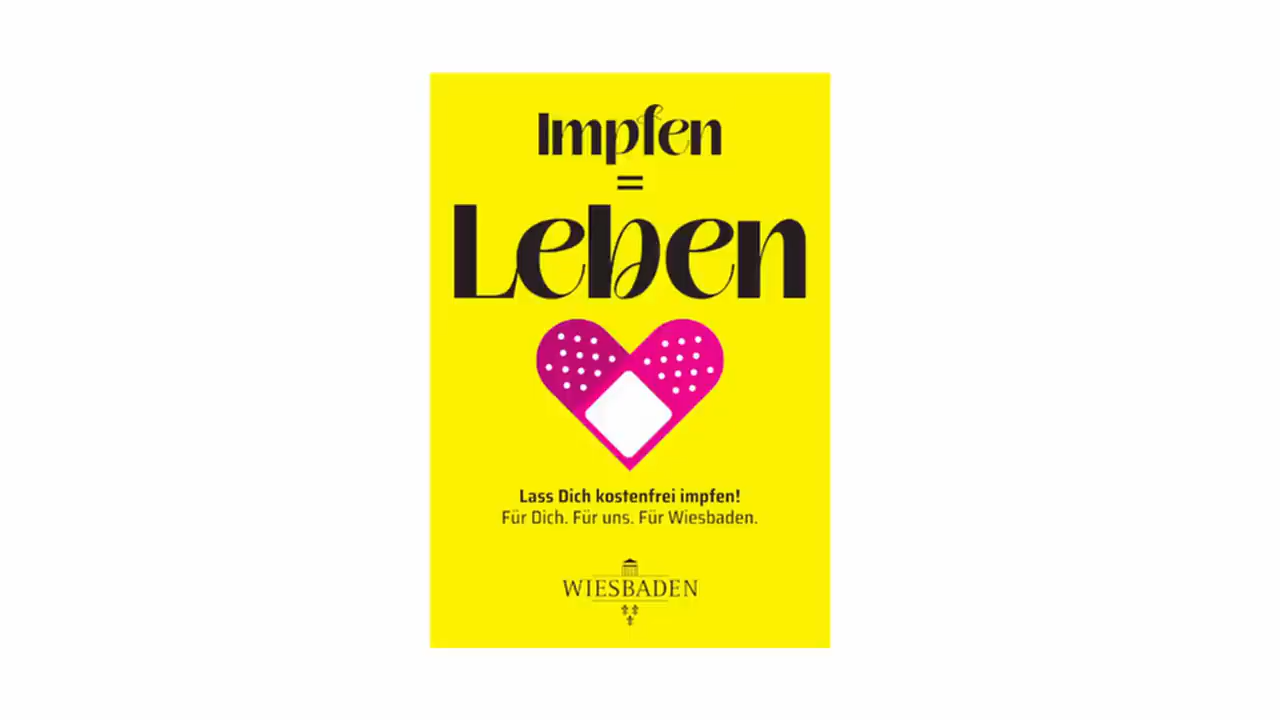 Impfen
=
Leben
Lass Dich kostenfrei impfen!
Für Dich. Für uns. Für Wiesbaden.
WIESBADEN